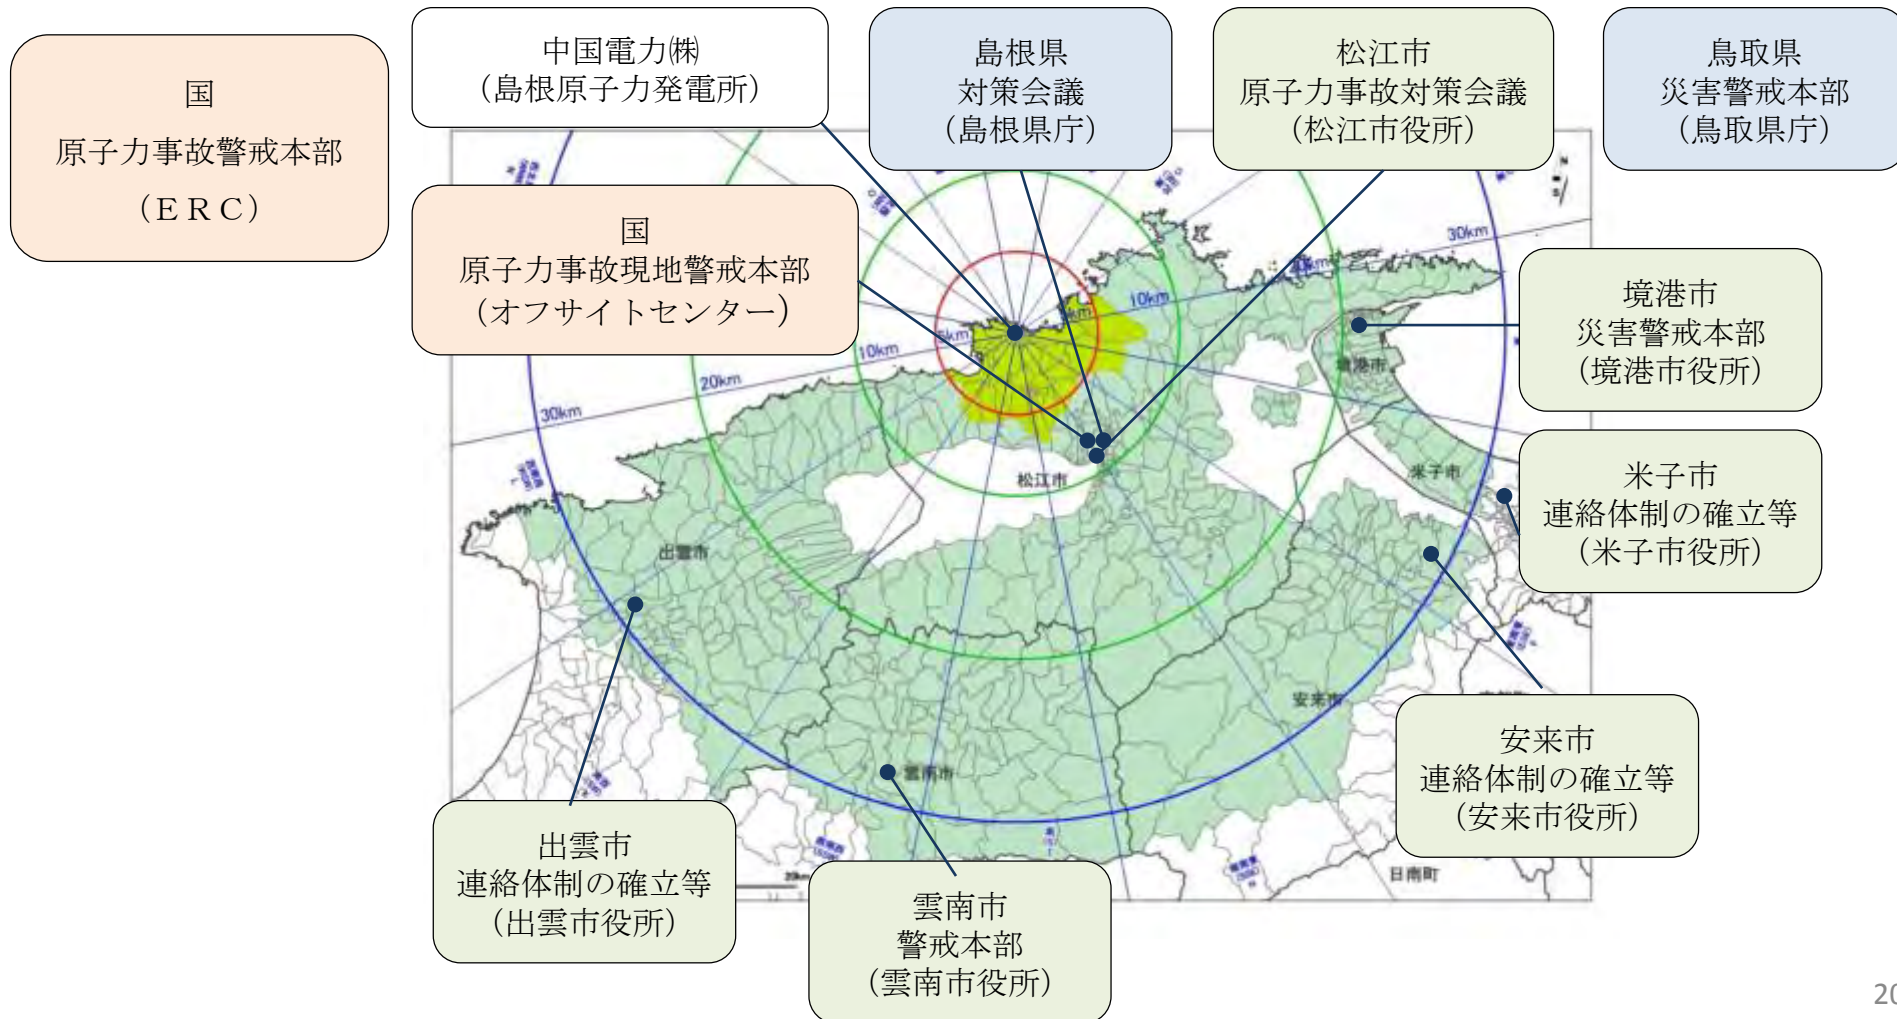 国
原子力事故警戒本部
（ＥＲＣ）
中国電力㈱
（島根原子力発電所）
島根県
対策会議
（島根県庁）
松江市
原子力事故対策会議
（松江市役所）
鳥取県
災害警戒本部
（鳥取県庁）
国
原子力事故現地警戒本部
（オフサイトセンター）
境港市
災害警戒本部
（境港市役所）
米子市
連絡体制の確立等
（米子市役所）
安来市
連絡体制の確立等
（安来市役所）
出雲市
連絡体制の確立等
（出雲市役所）
雲南市
警戒本部
（雲南市役所）
30km
10km
5km
10km
20km
30km
境港市
米子市
松江市
出雲市
安来市
雲南市
日南町
20